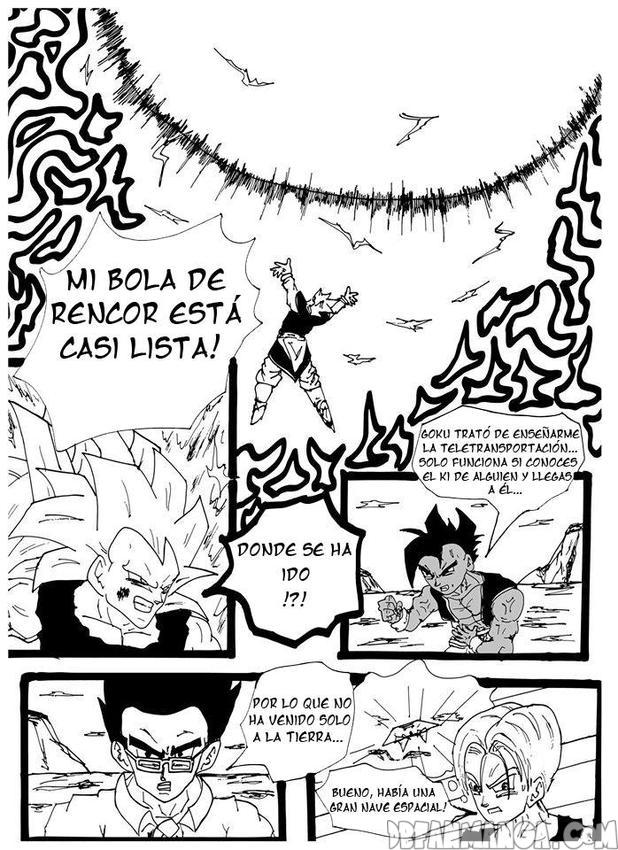 MI BOLA DE
RENCOR ESTÁ
CASI LISTA!
GOKU TRATÓ DE ENSEÑARME
LA TELETRANSPORTACIÓN...
SOLO FUNCIONA SI CONOCES
EL KI DE ALGUIEN Y LLEGAS
A ÉL...
DONDE SE HA
IDO
!?!
POR LO QUE NO
HA VENIDO SOLO
A LA TIERRA...
BUENO, HABÍA UNA
GRAN NAVE ESPACIAL!
DBFANMANGA.COM